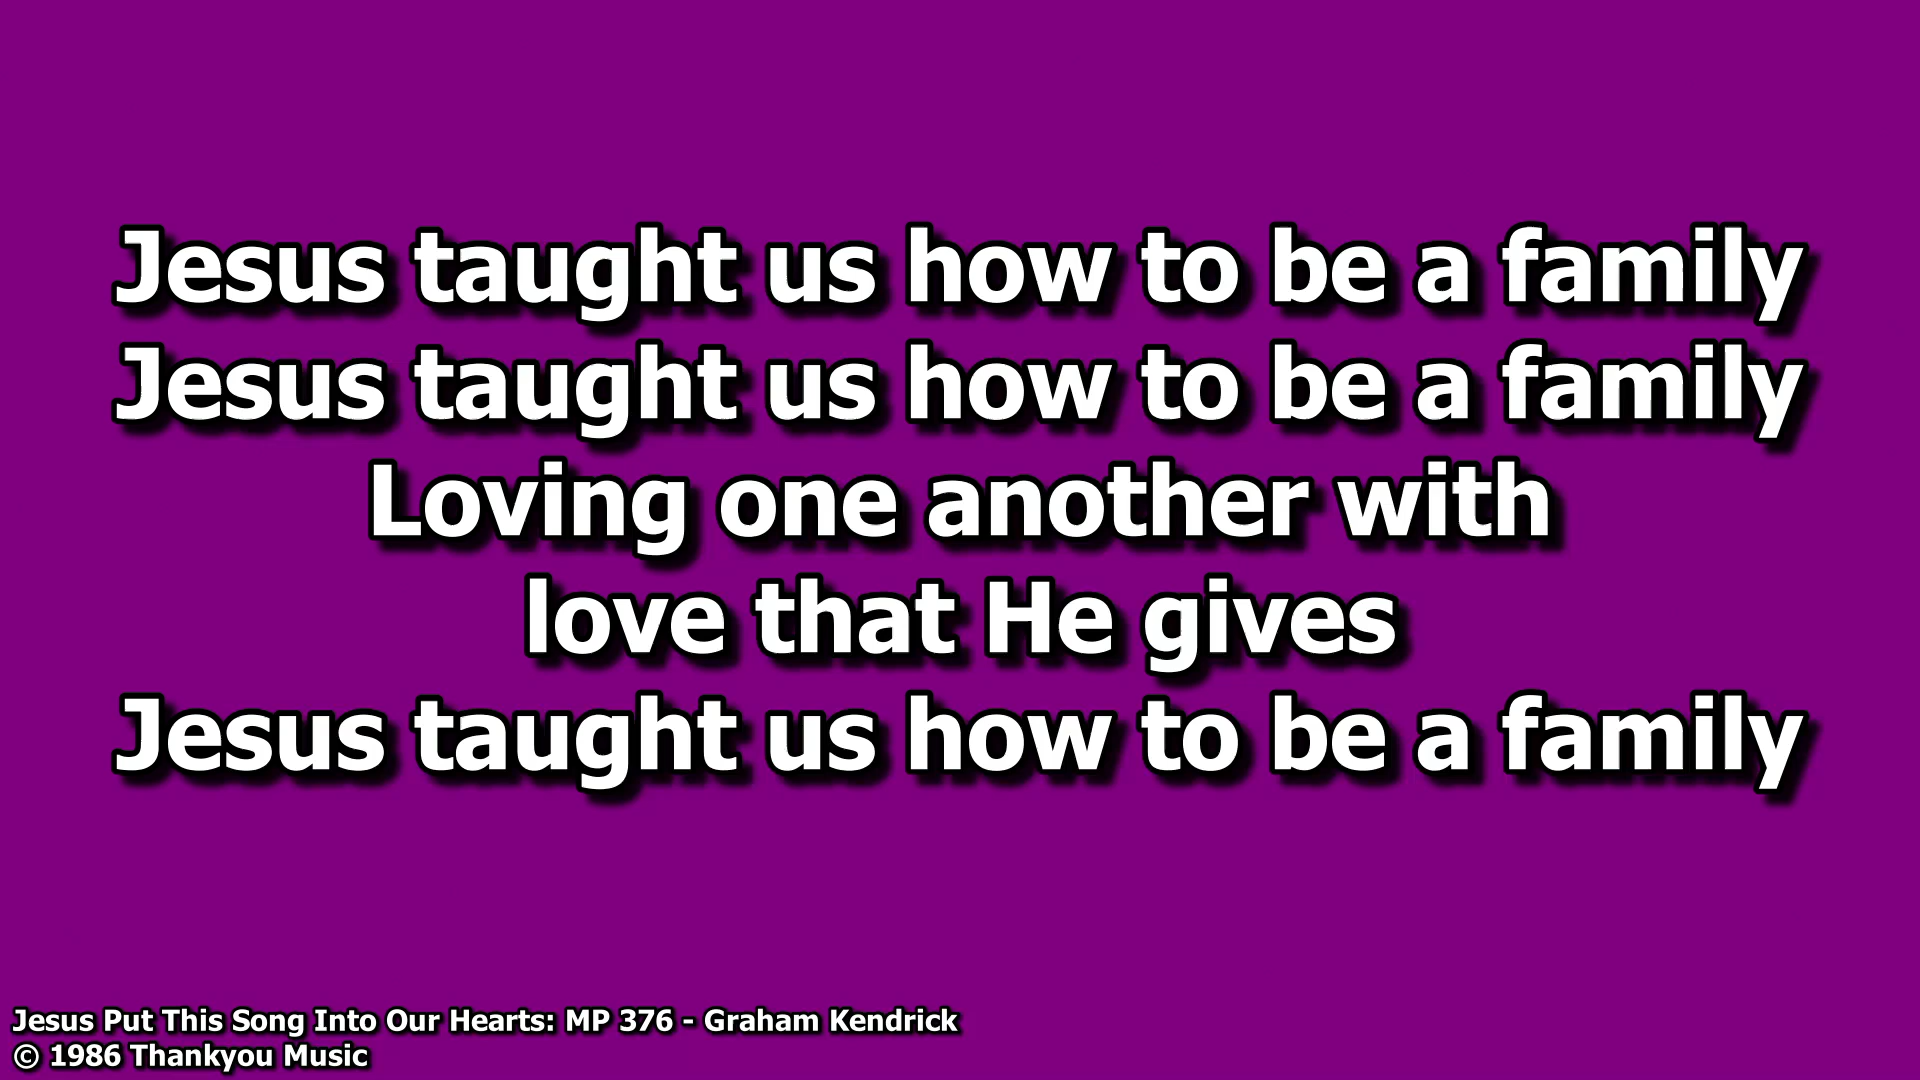 Jesus taught us how to be a family
Jesus taught us how to be a family
Loving one another with
love that He gives
Jesus taught us how to be a family
Jesus Put This Song Into Our Hearts: MP 376 - Graham Kendrick
© 1986 Thankyou Music